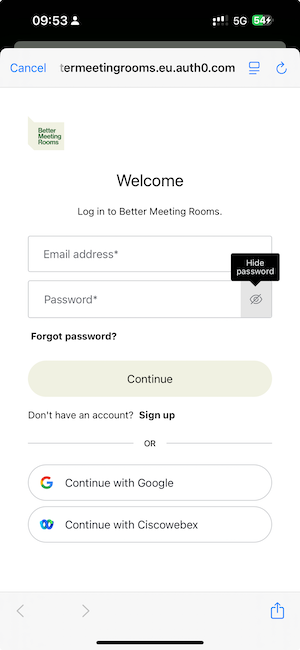 09:53
5G 54
Cancel
termeetingrooms.eu.auth0.com
Better
Meeting
Rooms
Welcome
Log in to Better Meeting Rooms.
Email address*
Hide
password
Password*
Forgot password?
Continue
Don't have an account? Sign up
OR
Continue with Google
Continue with Ciscowebex